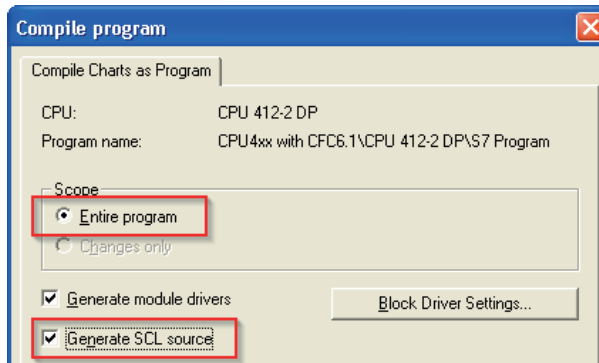 Compile program
Compile Charts as Program
CPU: CPU 412-2 DP
Program name: CPU4xx with CFC6.1\CPU 412-2 DP\S7 Program
Scope
Entire program
Changes only
Generate module drivers
Block Driver Settings...
Generate SCL source